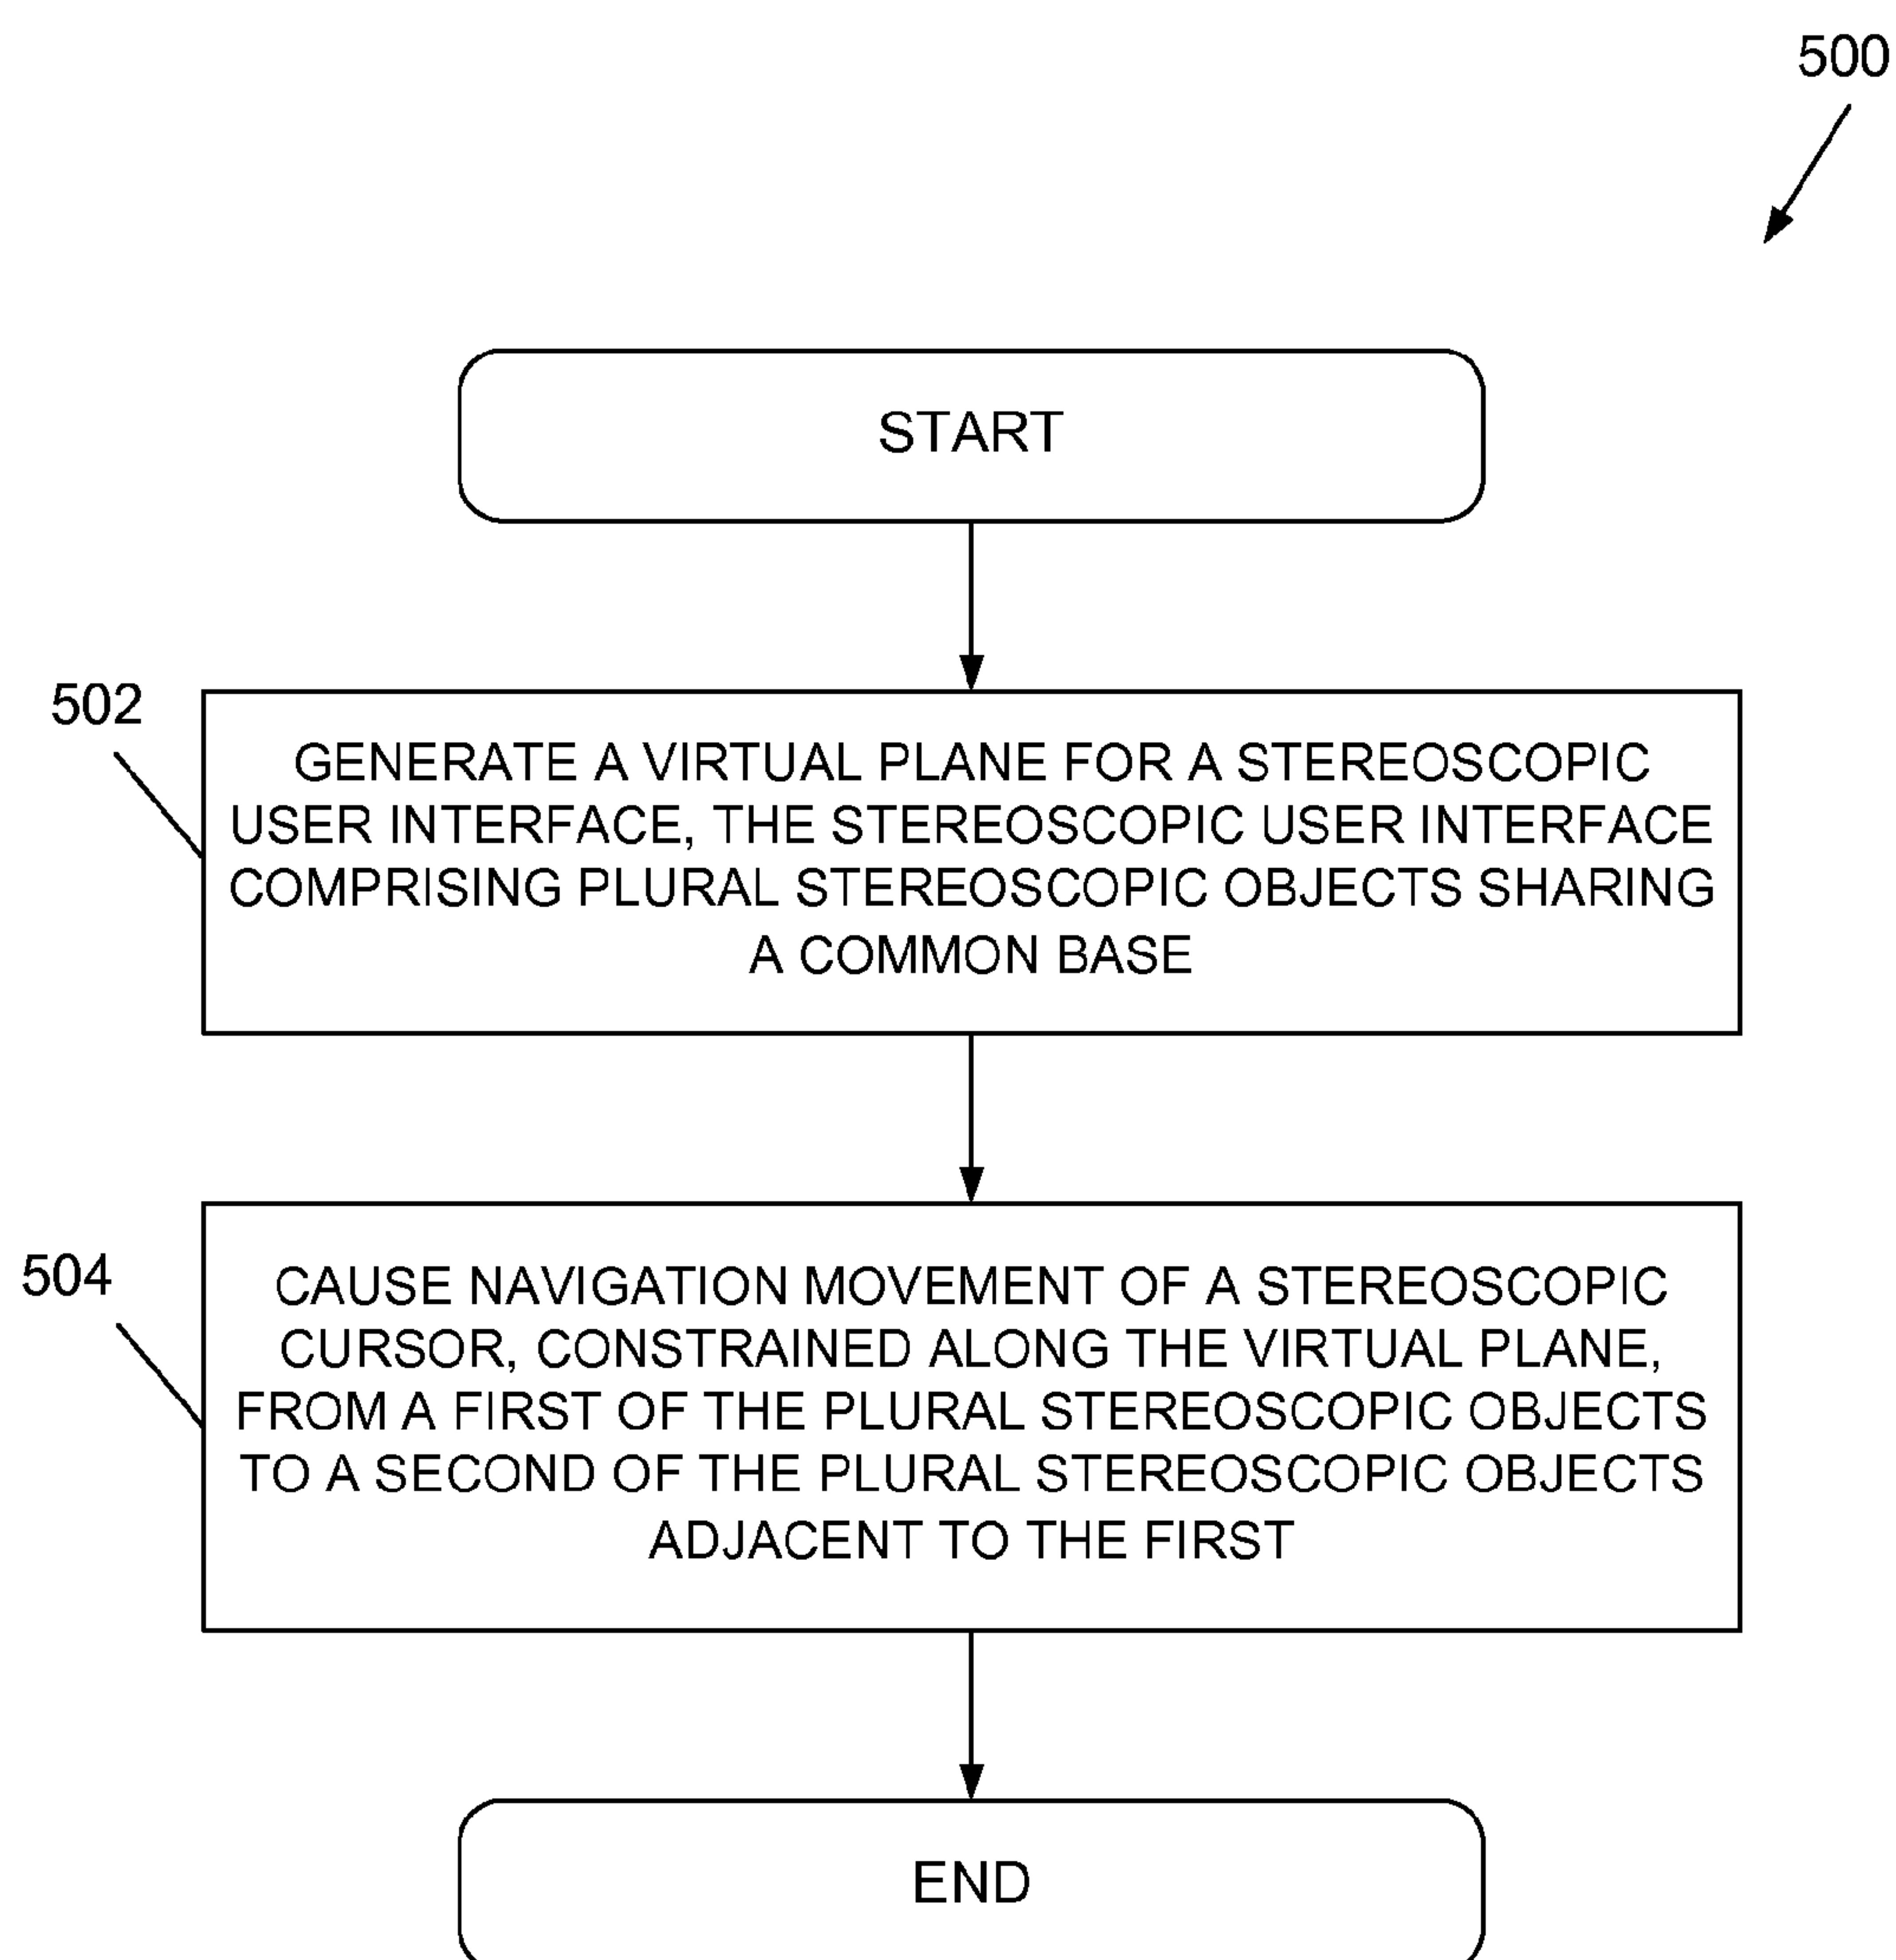 500
START
502
GENERATE A VIRTUAL PLANE FOR A STEREOSCOPIC
USER INTERFACE, THE STEREOSCOPIC USER INTERFACE
COMPRISING PLURAL STEREOSCOPIC OBJECTS SHARING
A COMMON BASE
504
CAUSE NAVIGATION MOVEMENT OF A STEREOSCOPIC
CURSOR, CONSTRAINED ALONG THE VIRTUAL PLANE,
FROM A FIRST OF THE PLURAL STEREOSCOPIC OBJECTS
TO A SECOND OF THE PLURAL STEREOSCOPIC OBJECTS
ADJACENT TO THE FIRST
END